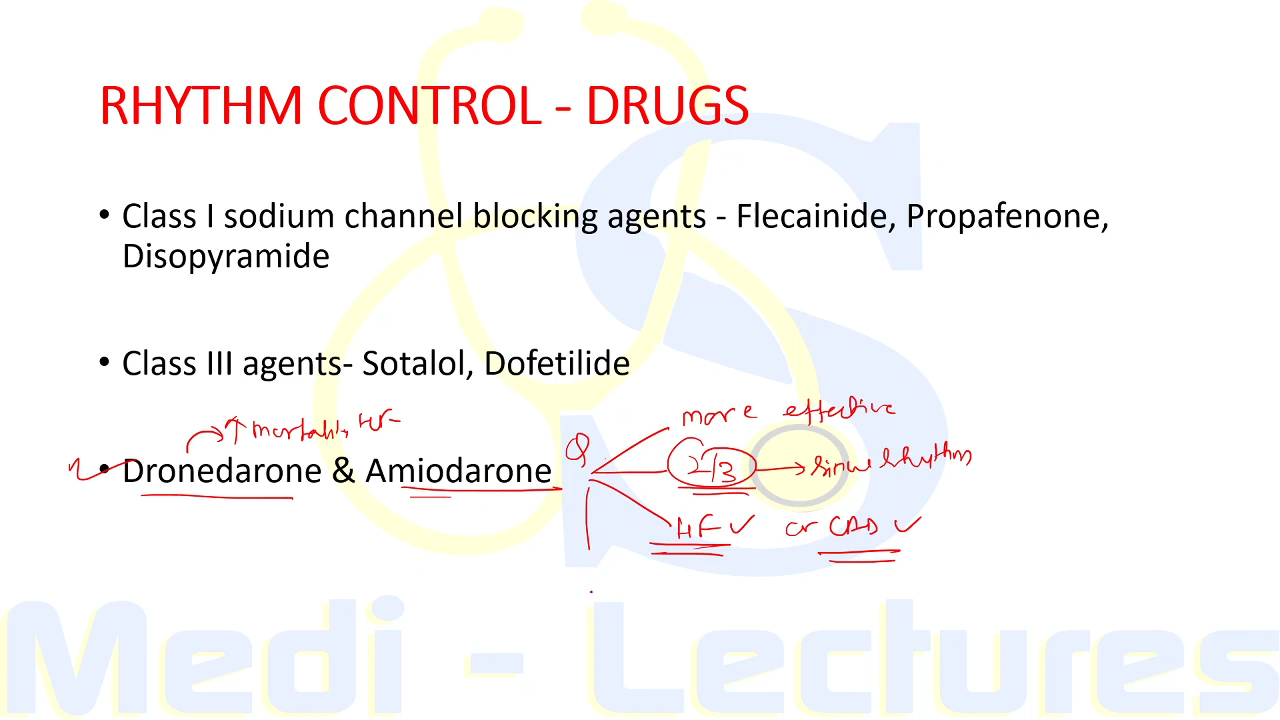 RHYTHM CONTROL - DRUGS
• Class I sodium channel blocking agents - Flecainide, Propafenone,
Disopyramide
• Class III agents- Sotalol, Dofetilide
more effective
↑ mortality HF
• Dronedarone & Amiodarone
2/3 → sinus rhythm
HF ✓ or CAD ✓
Medi - Lectures